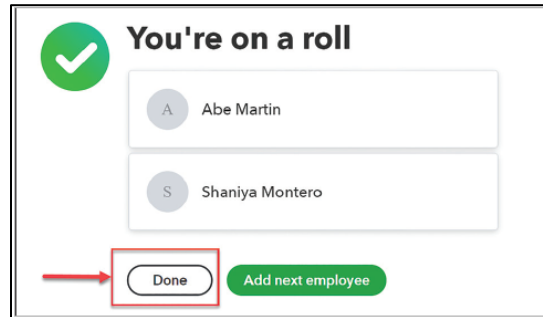 You're on a roll
A Abe Martin
S Shaniya Montero
Done Add next employee